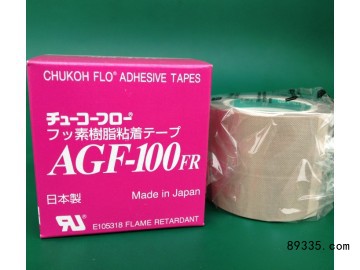 CHUKOH FLO® ADHESIVE TAPES
チューコーフロー®
フッ素樹脂粘着テープ
AGF-100FR
日本製
Made in Japan
RU®
E105318 FLAME RETARDANT
89335.com